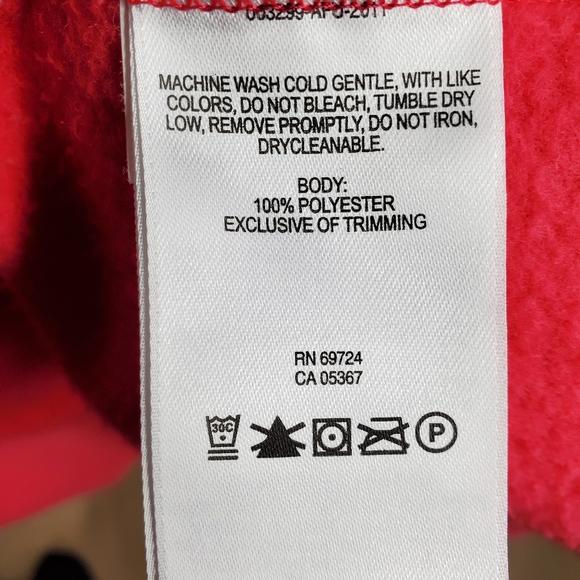 MACHINE WASH COLD GENTLE, WITH LIKE
COLORS, DO NOT BLEACH, TUMBLE DRY
LOW, REMOVE PROMPTLY, DO NOT IRON,
DRYCLEANABLE.
BODY:
100% POLYESTER
EXCLUSIVE OF TRIMMING
RN 69724
CA 05367
30C
P